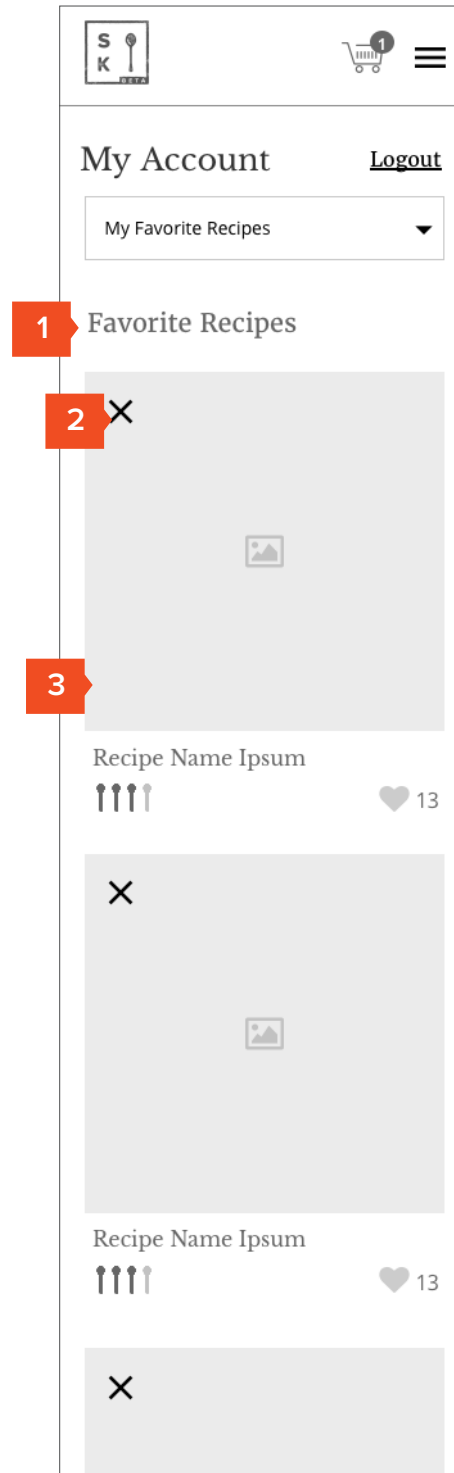 S
K
BETA
1
My Account
Logout
My Favorite Recipes
1
Favorite Recipes
2
3
Recipe Name Ipsum
13
Recipe Name Ipsum
13